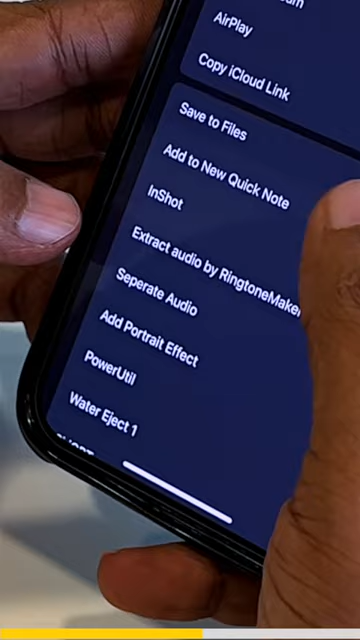 AirPlay
Copy iCloud Link
Save to Files
Add to New Quick Note
InShot
Extract audio by RingtoneMaker
Seperate Audio
Add Portrait Effect
PowerUtil
Water Eject 1